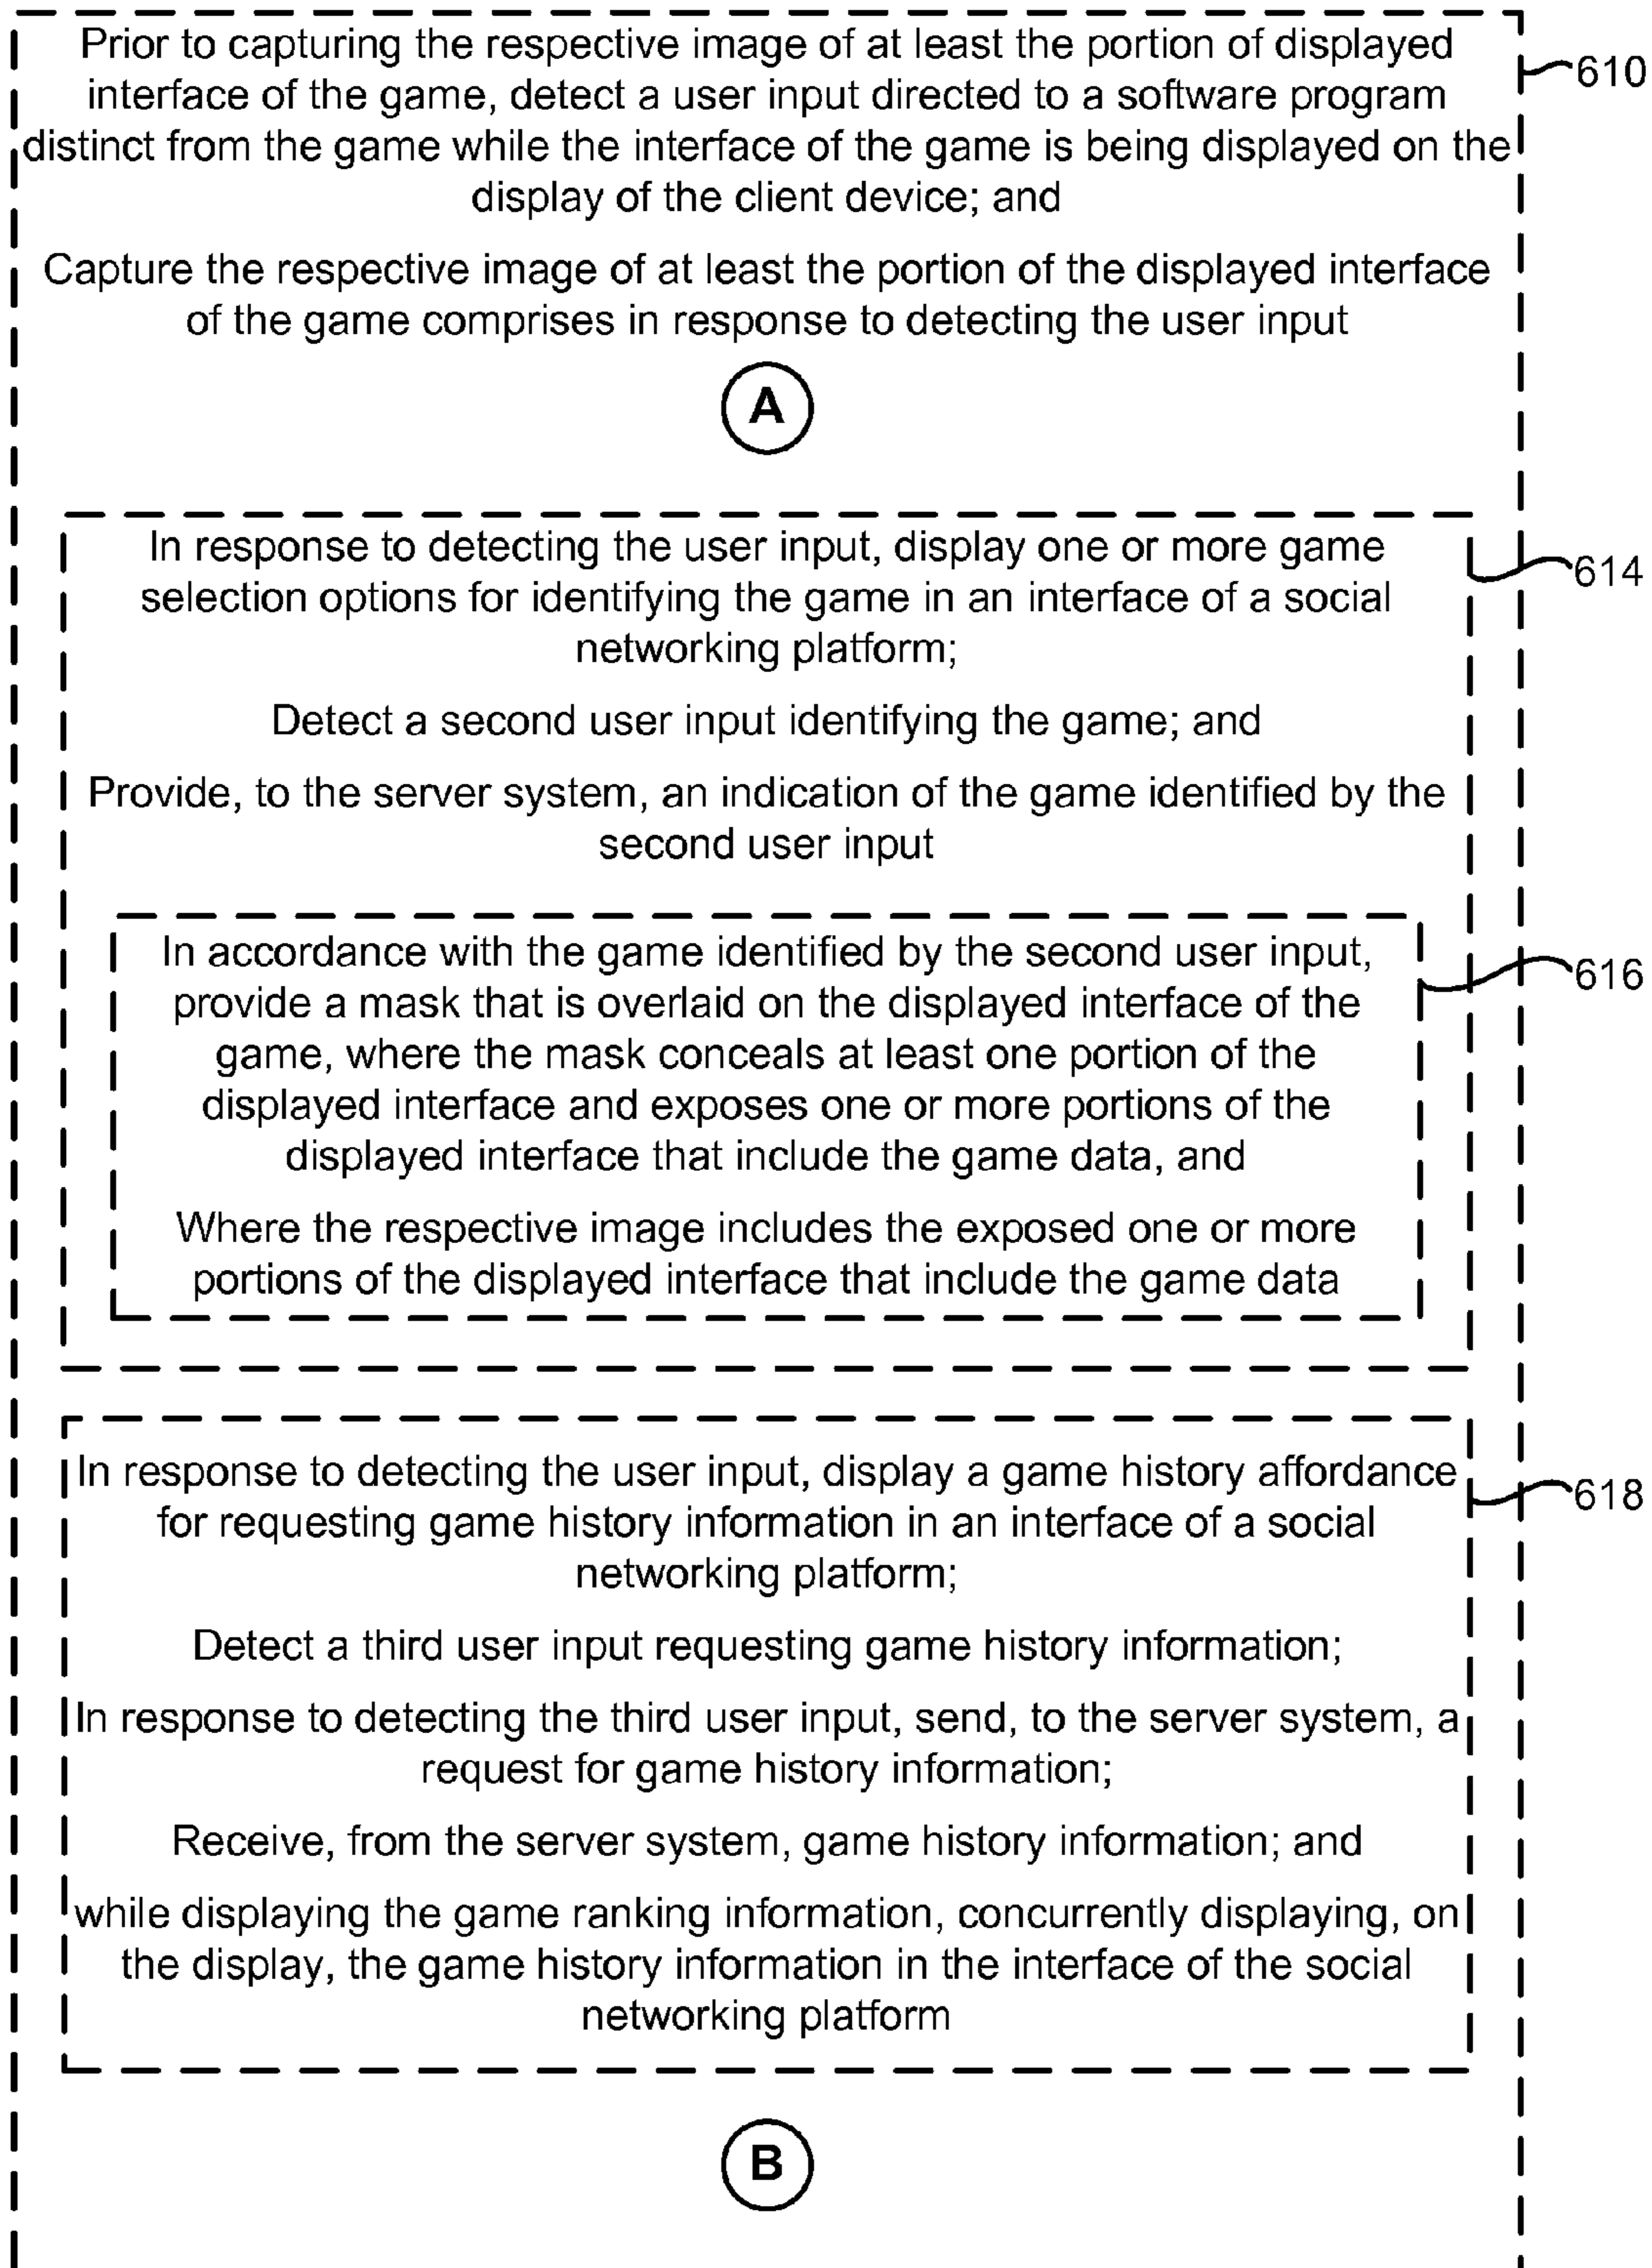 Prior to capturing the respective image of at least the portion of displayed
interface of the game, detect a user input directed to a software program
distinct from the game while the interface of the game is being displayed on the
display of the client device; and
610
Capture the respective image of at least the portion of the displayed interface
of the game comprises in response to detecting the user input
A
In response to detecting the user input, display one or more game
selection options for identifying the game in an interface of a social
networking platform;
614
Detect a second user input identifying the game; and
Provide, to the server system, an indication of the game identified by the
second user input
In accordance with the game identified by the second user input,
provide a mask that is overlaid on the displayed interface of the
game, where the mask conceals at least one portion of the
displayed interface and exposes one or more portions of the
displayed interface that include the game data, and
616
Where the respective image includes the exposed one or more
portions of the displayed interface that include the game data
In response to detecting the user input, display a game history affordance
for requesting game history information in an interface of a social
networking platform;
618
Detect a third user input requesting game history information;
In response to detecting the third user input, send, to the server system, a
request for game history information;
Receive, from the server system, game history information; and
while displaying the game ranking information, concurrently displaying, on
the display, the game history information in the interface of the social
networking platform
B